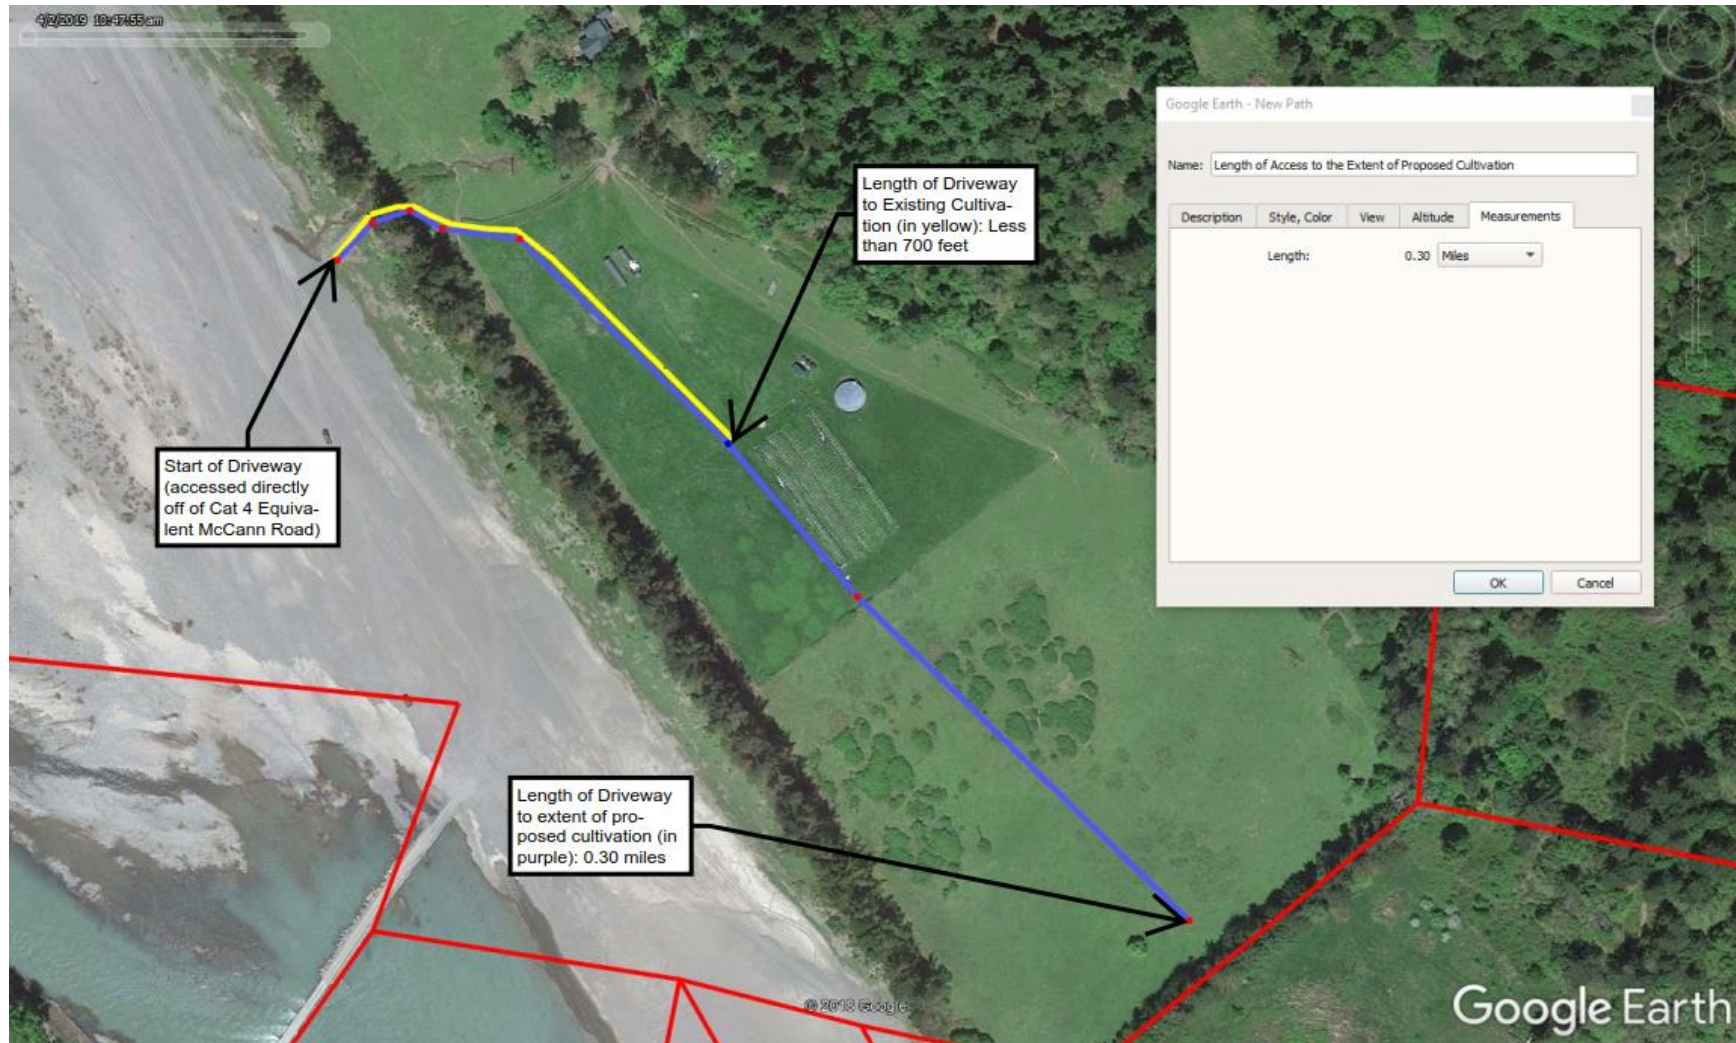 4/2/2019 10:47:55 am
Google Earth - New Path
Name: Length of Access to the Extent of Proposed Cultivation
Description Style, Color View Altitude Measurements
Length: 0.30 Miles
OK Cancel
Length of Driveway
to Existing Cultiva-
tion (in yellow): Less
than 700 feet
Start of Driveway
(accessed directly
off of Cat 4 Equiva-
lent McCann Road)
Length of Driveway
to extent of pro-
posed cultivation (in
purple): 0.30 miles
© 2018 Google
Google Earth